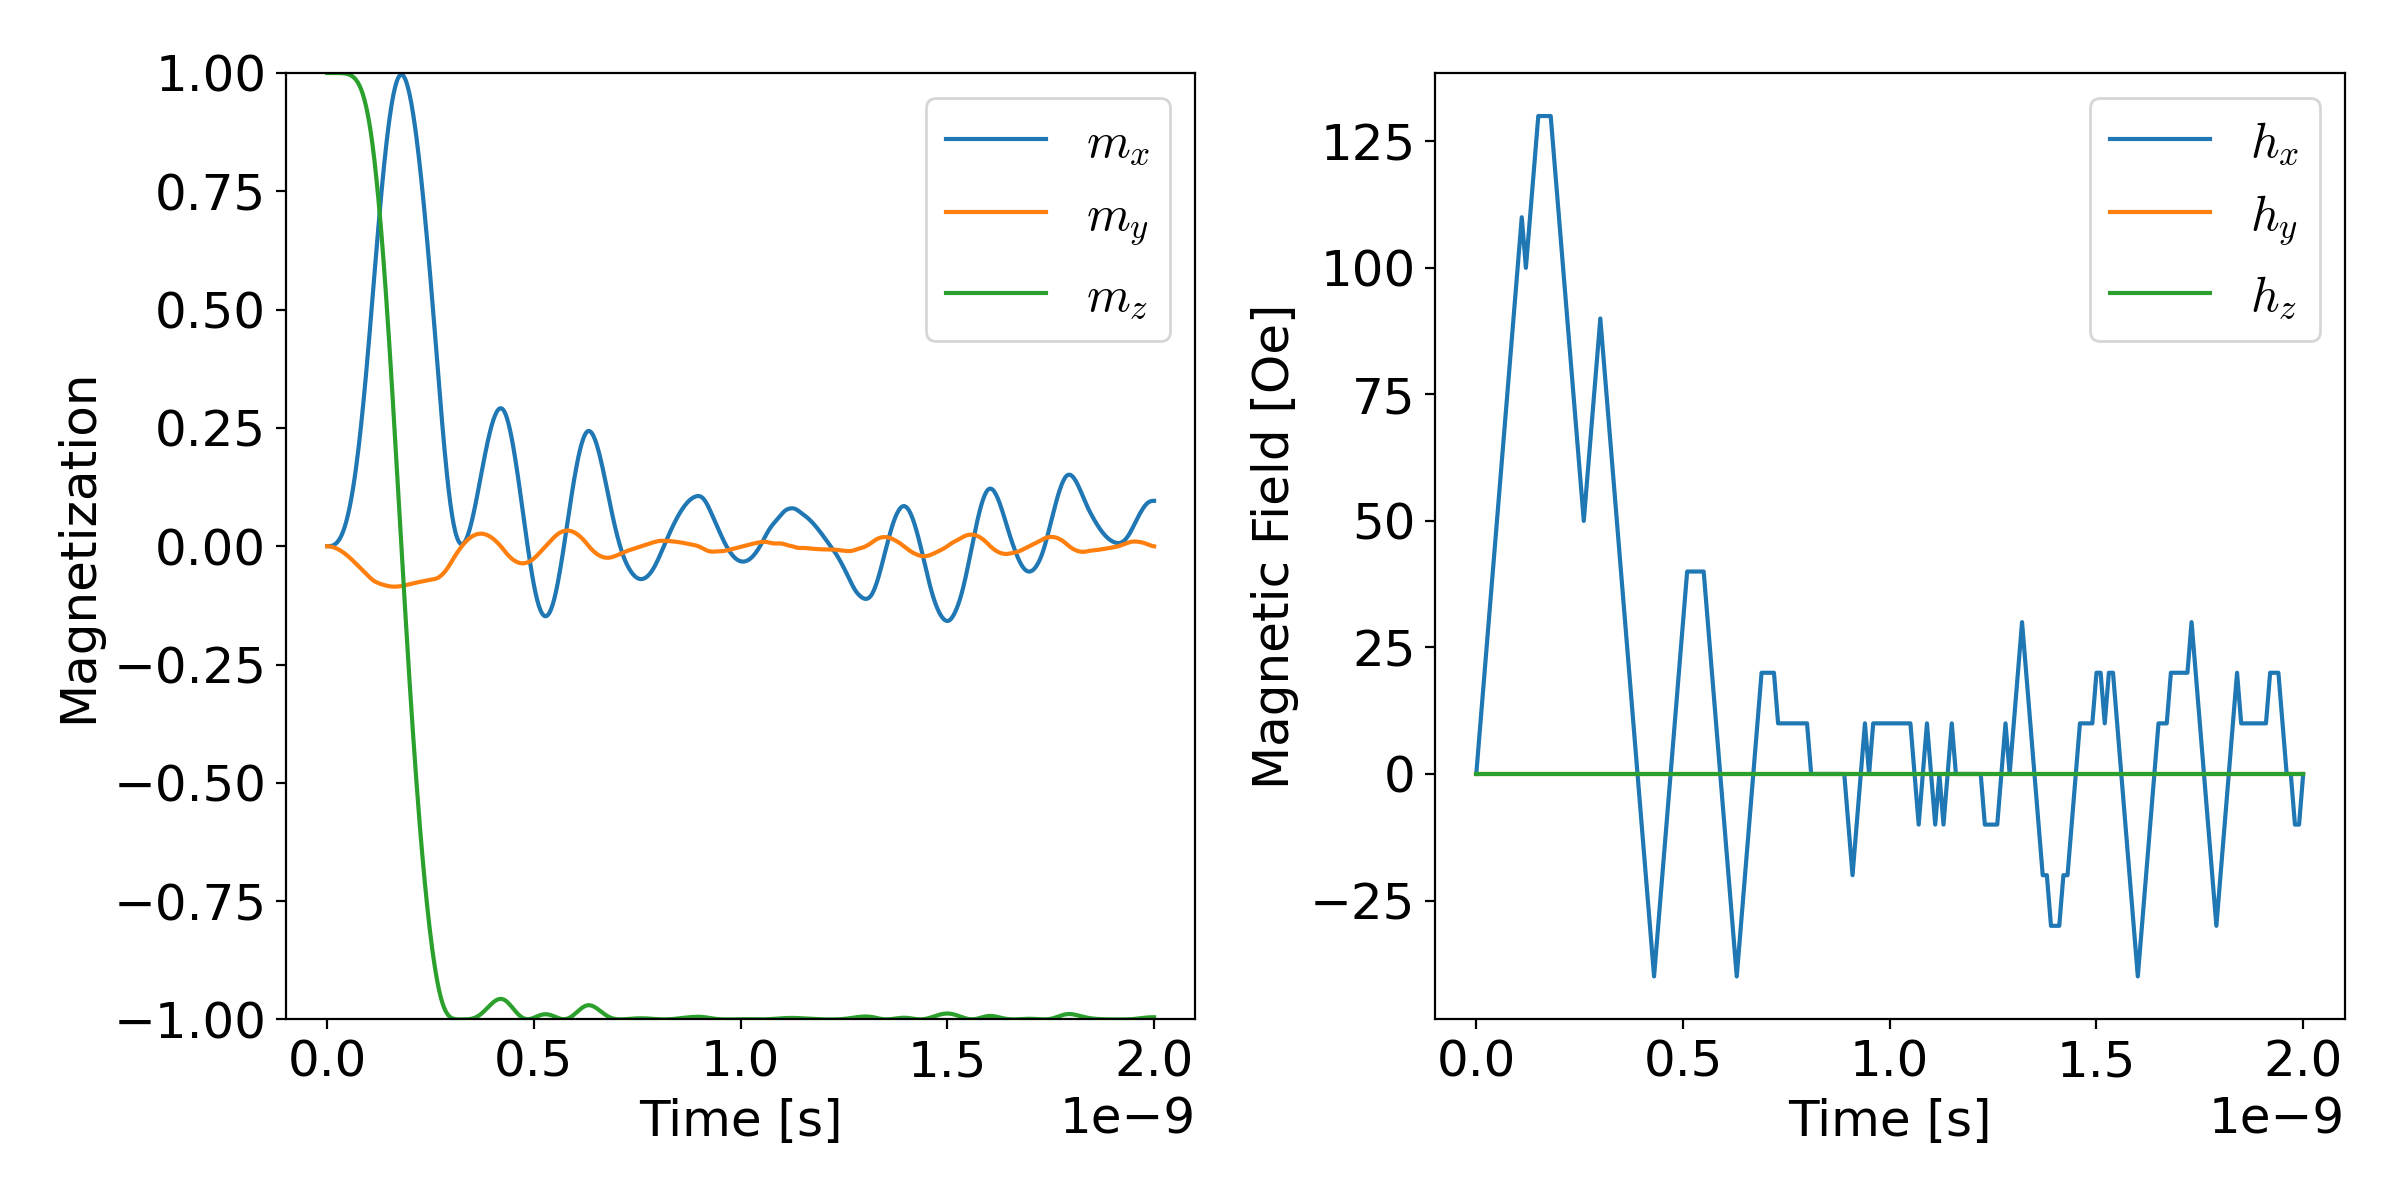 Magnetization
1.00
0.75
0.50
0.25
0.00
−0.25
−0.50
−0.75
−1.00
0.0 0.5 1.0 1.5 2.0
Time [s]
1e−9
m_x
m_y
m_z
Magnetic Field [Oe]
125
100
75
50
25
0
−25
0.0 0.5 1.0 1.5 2.0
Time [s]
1e−9
h_x
h_y
h_z